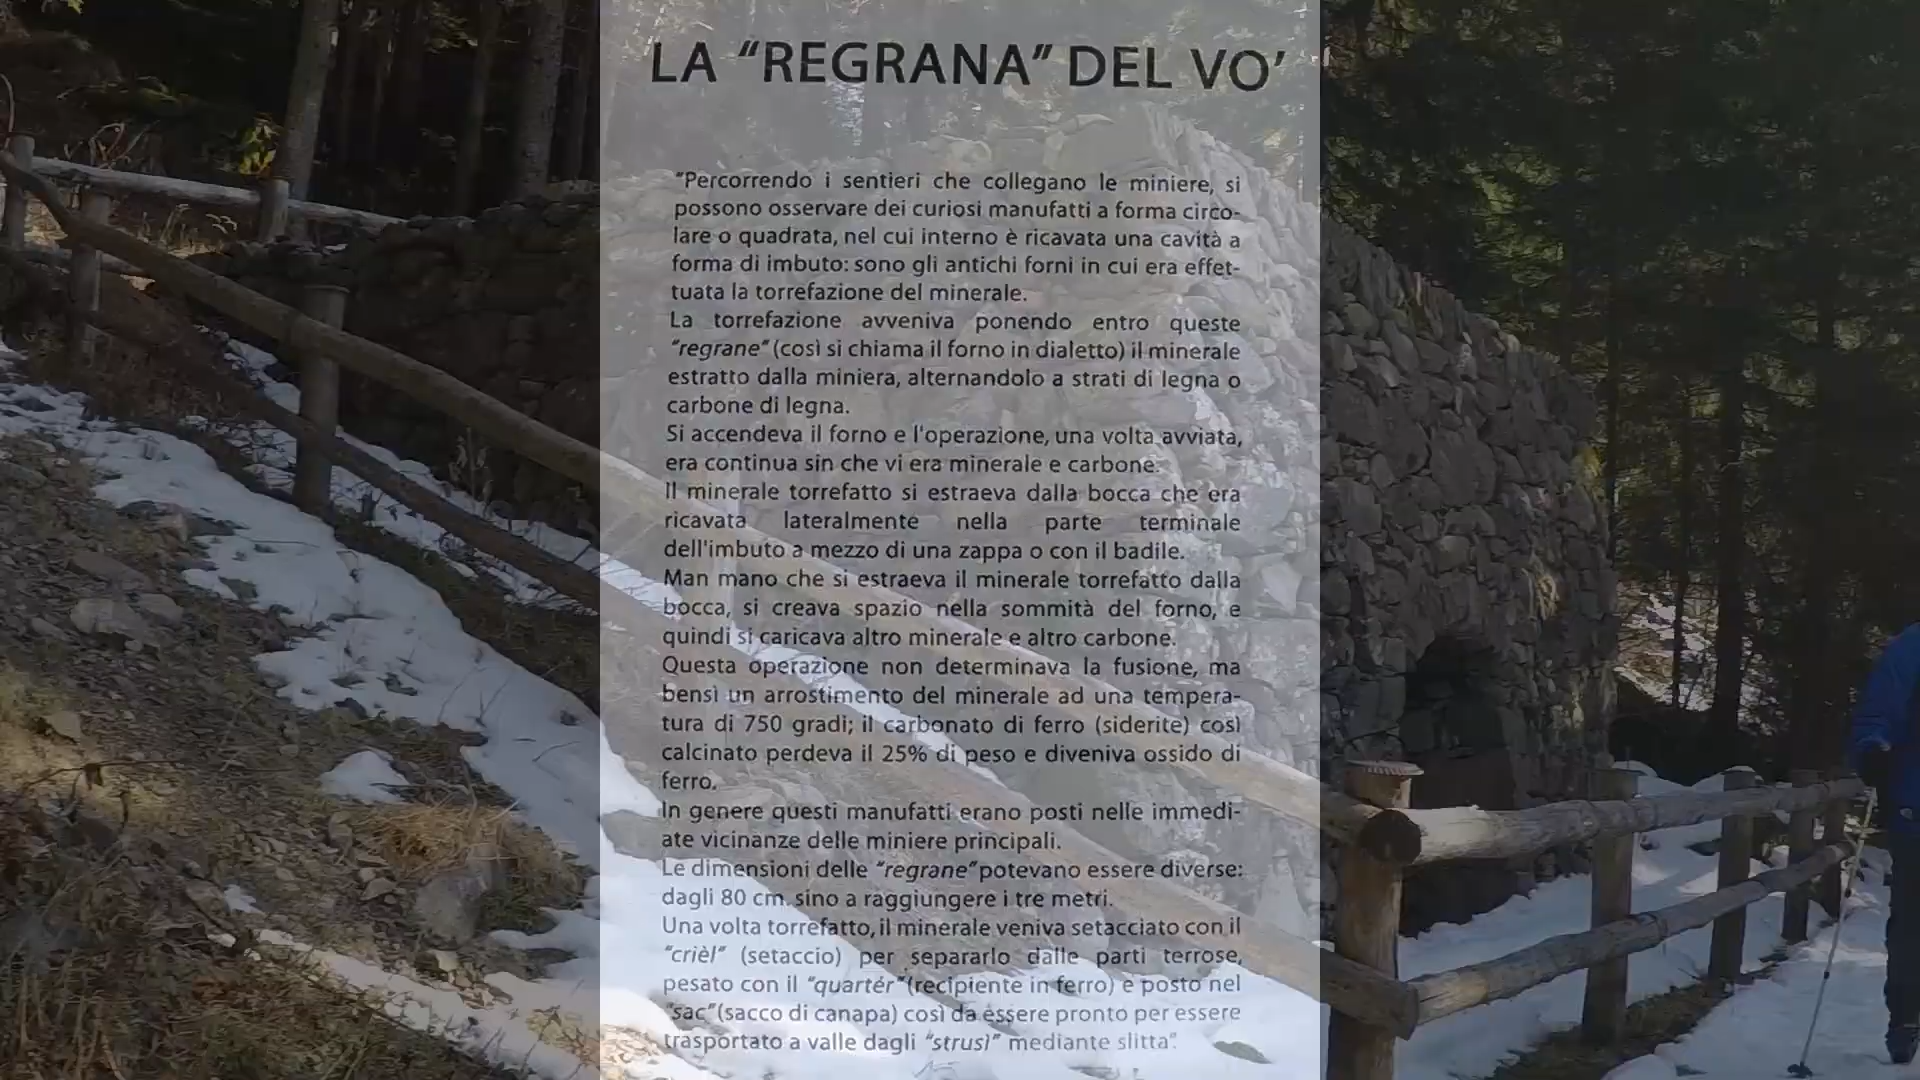 LA "REGRANA" DEL VO'
"Percorrendo i sentieri che collegano le miniere, si
possono osservare dei curiosi manufatti a forma circo-
lare o quadrata, nel cui interno è ricavata una cavità a
forma di imbuto: sono gli antichi forni in cui era effet-
tuata la torrefazione del minerale.
La torrefazione avveniva ponendo entro queste
"regrane" (così si chiama il forno in dialetto) il minerale
estratto dalla miniera, alternandolo a strati di legna o
carbone di legna.
Si accendeva il forno e l'operazione, una volta avviata,
era continua sin che vi era minerale e carbone.
Il minerale torrefatto si estraeva dalla bocca che era
ricavata lateralmente nella parte terminale
dell'imbuto a mezzo di una zappa o con il badile.
Man mano che si estraeva il minerale torrefatto dalla
bocca, si creava spazio nella sommità del forno, e
quindi si caricava altro minerale e altro carbone.
Questa operazione non determinava la fusione, ma
bensì un arrostimento del minerale ad una tempera-
tura di 750 gradi; il carbonato di ferro (siderite) così
calcinato perdeva il 25% di peso e diveniva ossido di
ferro.
In genere questi manufatti erano posti nelle immedi-
ate vicinanze delle miniere principali.
Le dimensioni delle "regrane" potevano essere diverse:
dagli 80 cm. sino a raggiungere i tre metri.
Una volta torrefatto, il minerale veniva setacciato con il
"crièl" (setaccio) per separarlo dalle parti terrose,
pesato con il "quartér" (recipiente in ferro) e posto nel
"sac" (sacco di canapa) così da essere pronto per essere
trasportato a valle dagli "strusì" mediante slitta".